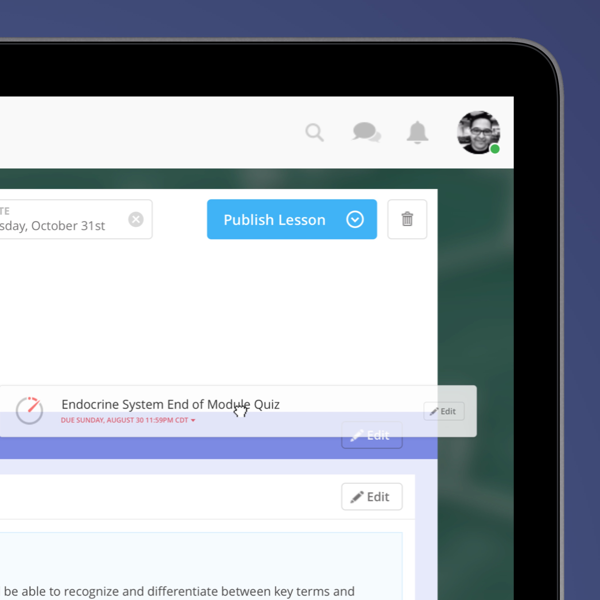 TE
sday, October 31st
Publish Lesson
Endocrine System End of Module Quiz
DUE SUNDAY, AUGUST 30 11:59PM CDT
Edit
Edit
Edit
be able to recognize and differentiate between key terms and